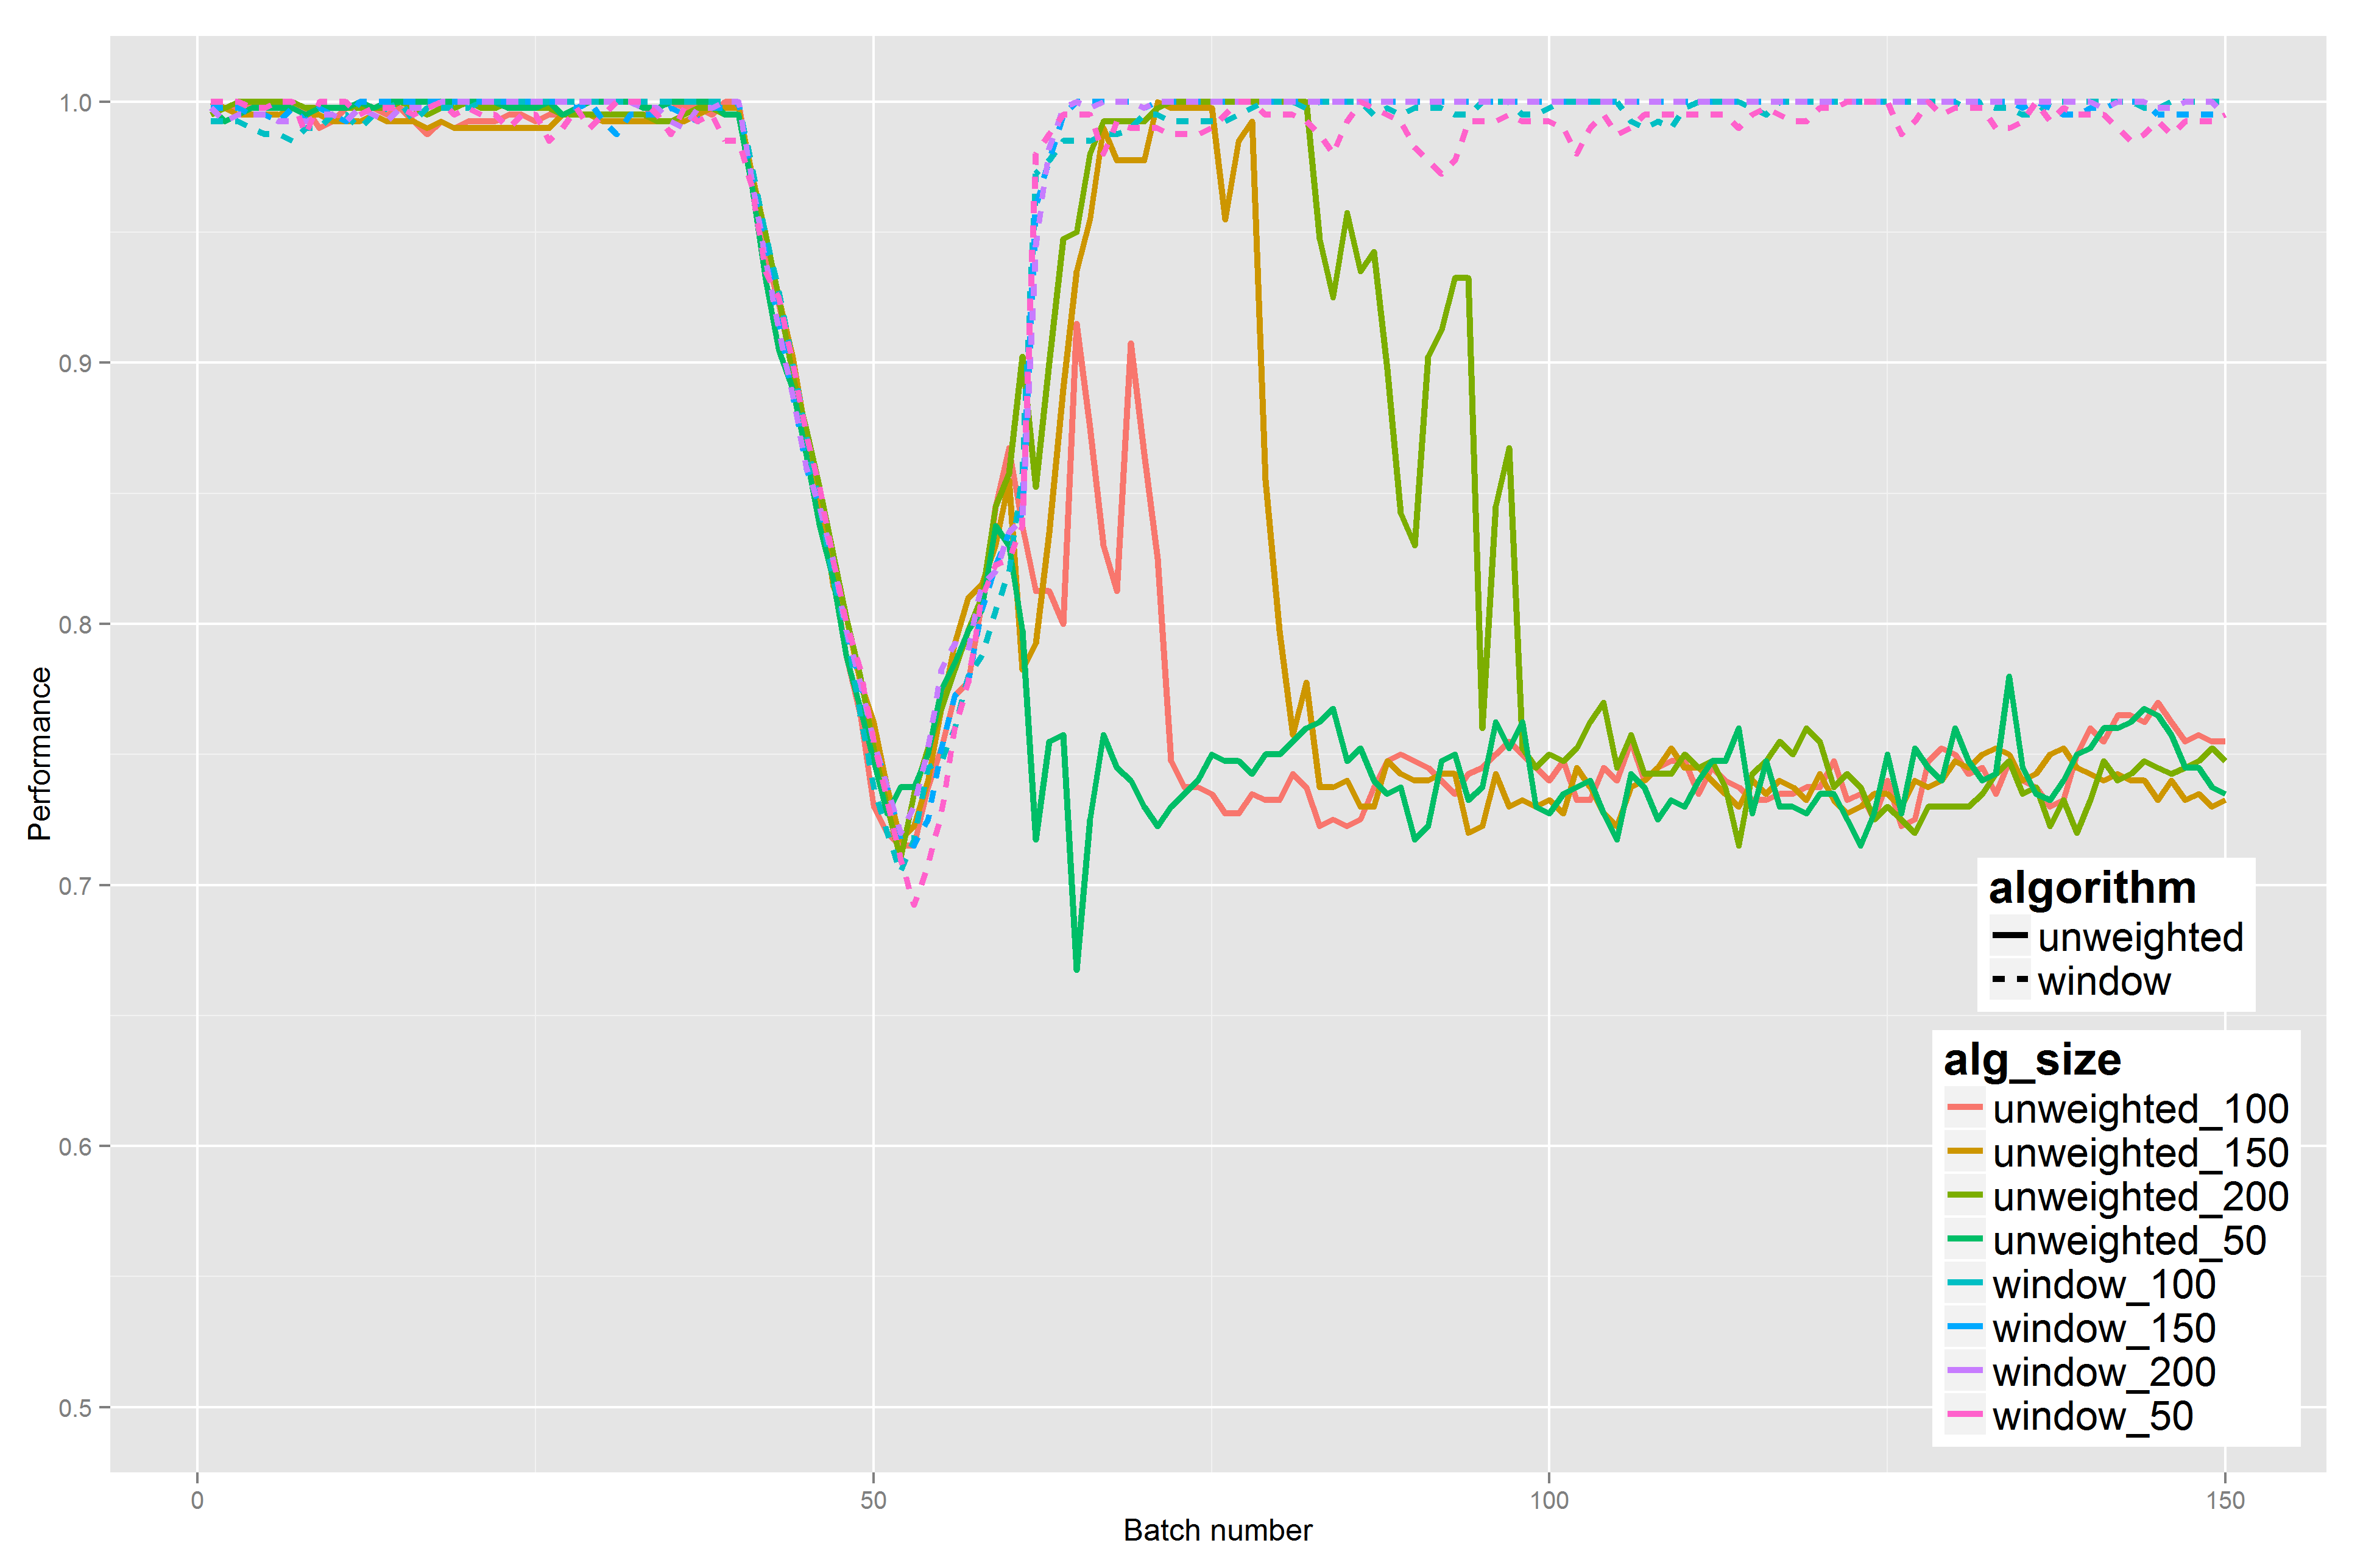 1.0
0.9
0.8
0.7
0.6
0.5
Performance
0
50
100
150
Batch number
algorithm
unweighted
window
alg_size
unweighted_100
unweighted_150
unweighted_200
unweighted_50
window_100
window_150
window_200
window_50